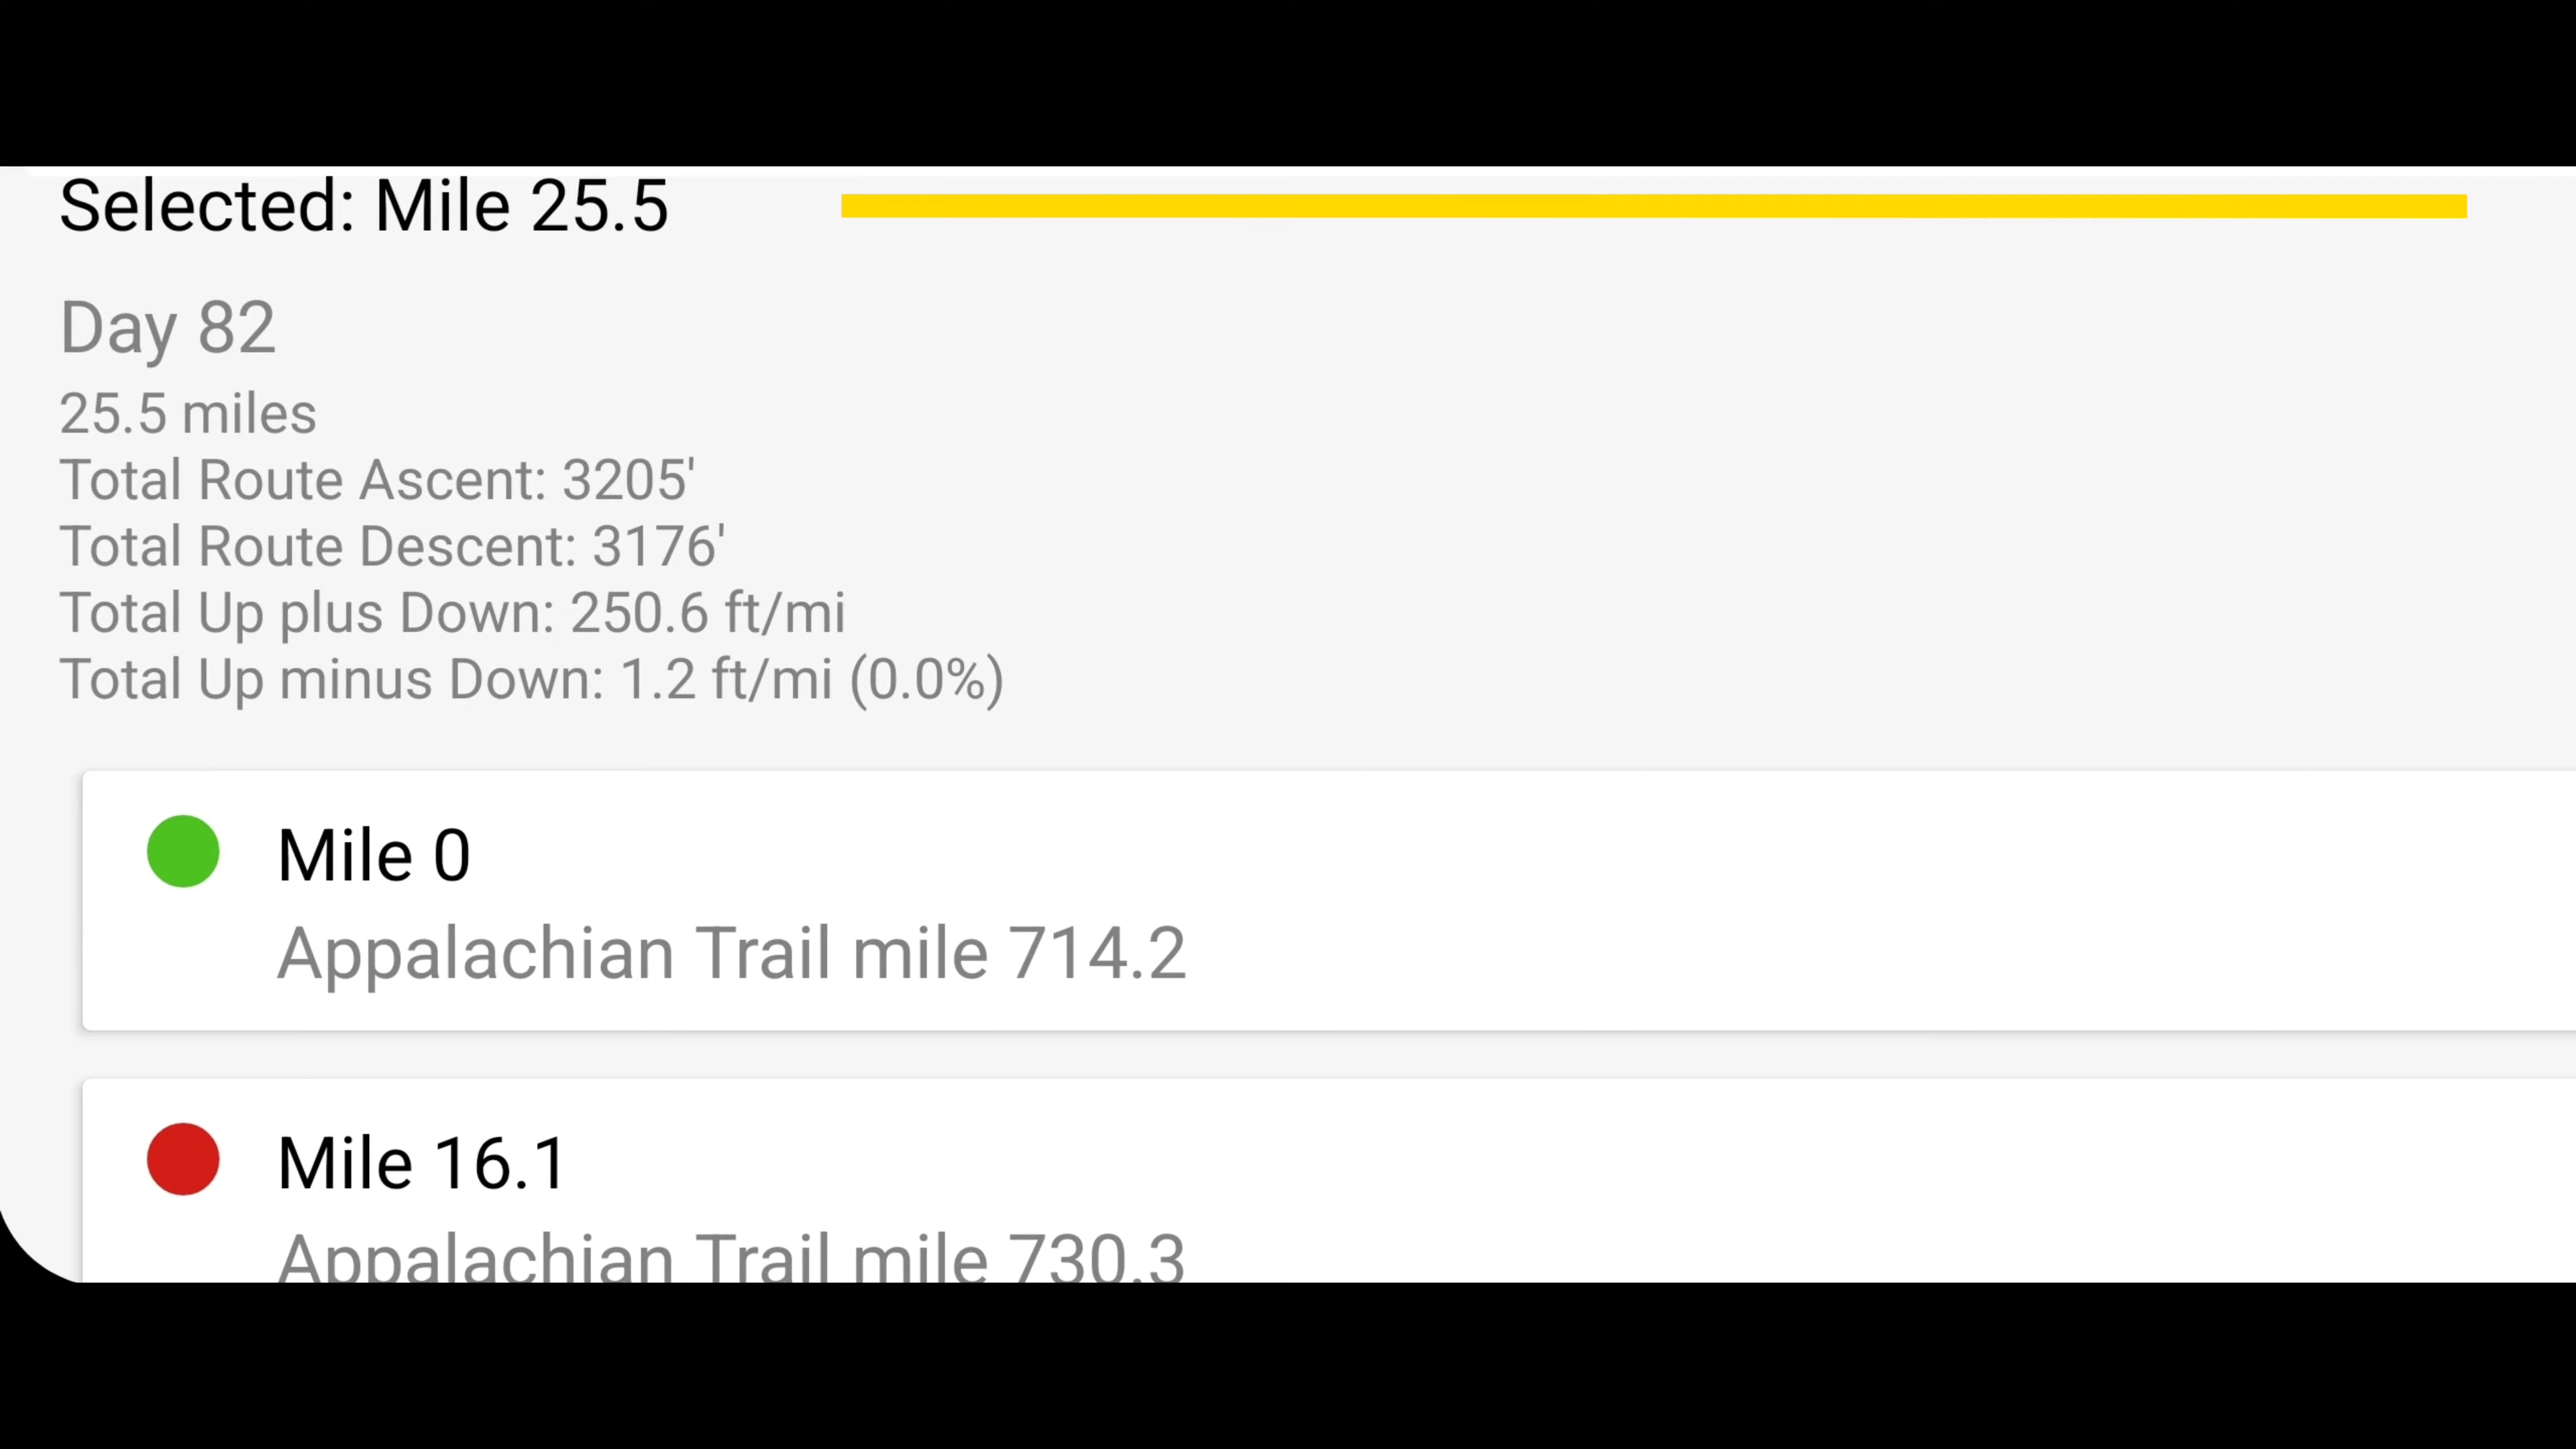 Selected: Mile 25.5
Day 82
25.5 miles
Total Route Ascent: 3205'
Total Route Descent: 3176'
Total Up plus Down: 250.6 ft/mi
Total Up minus Down: 1.2 ft/mi (0.0%)
Mile 0
Appalachian Trail mile 714.2
Mile 16.1
Appalachian Trail mile 730.3